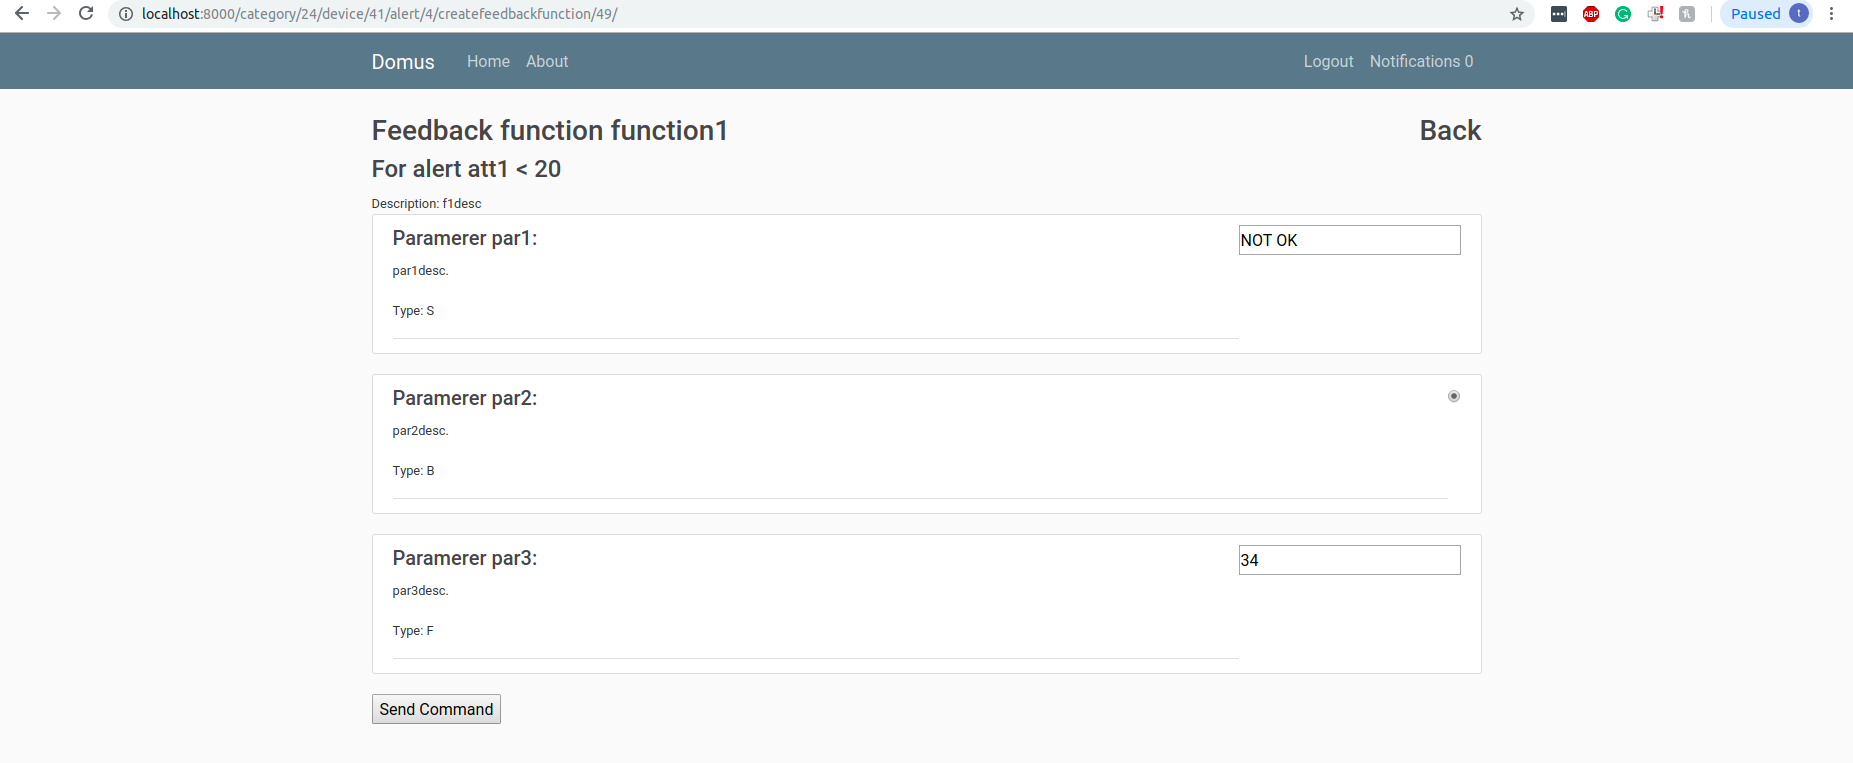 localhost:8000/category/24/device/41/alert/4/createfeedbackfunction/49/
ABP
Paused t
Domus Home About Logout Notifications 0
Feedback function function1 Back
For alert att1 < 20
Description: f1desc
Paramerer par1: NOT OK
par1desc.
Type: S
Paramerer par2:
par2desc.
Type: B
Paramerer par3: 34
par3desc.
Type: F
Send Command